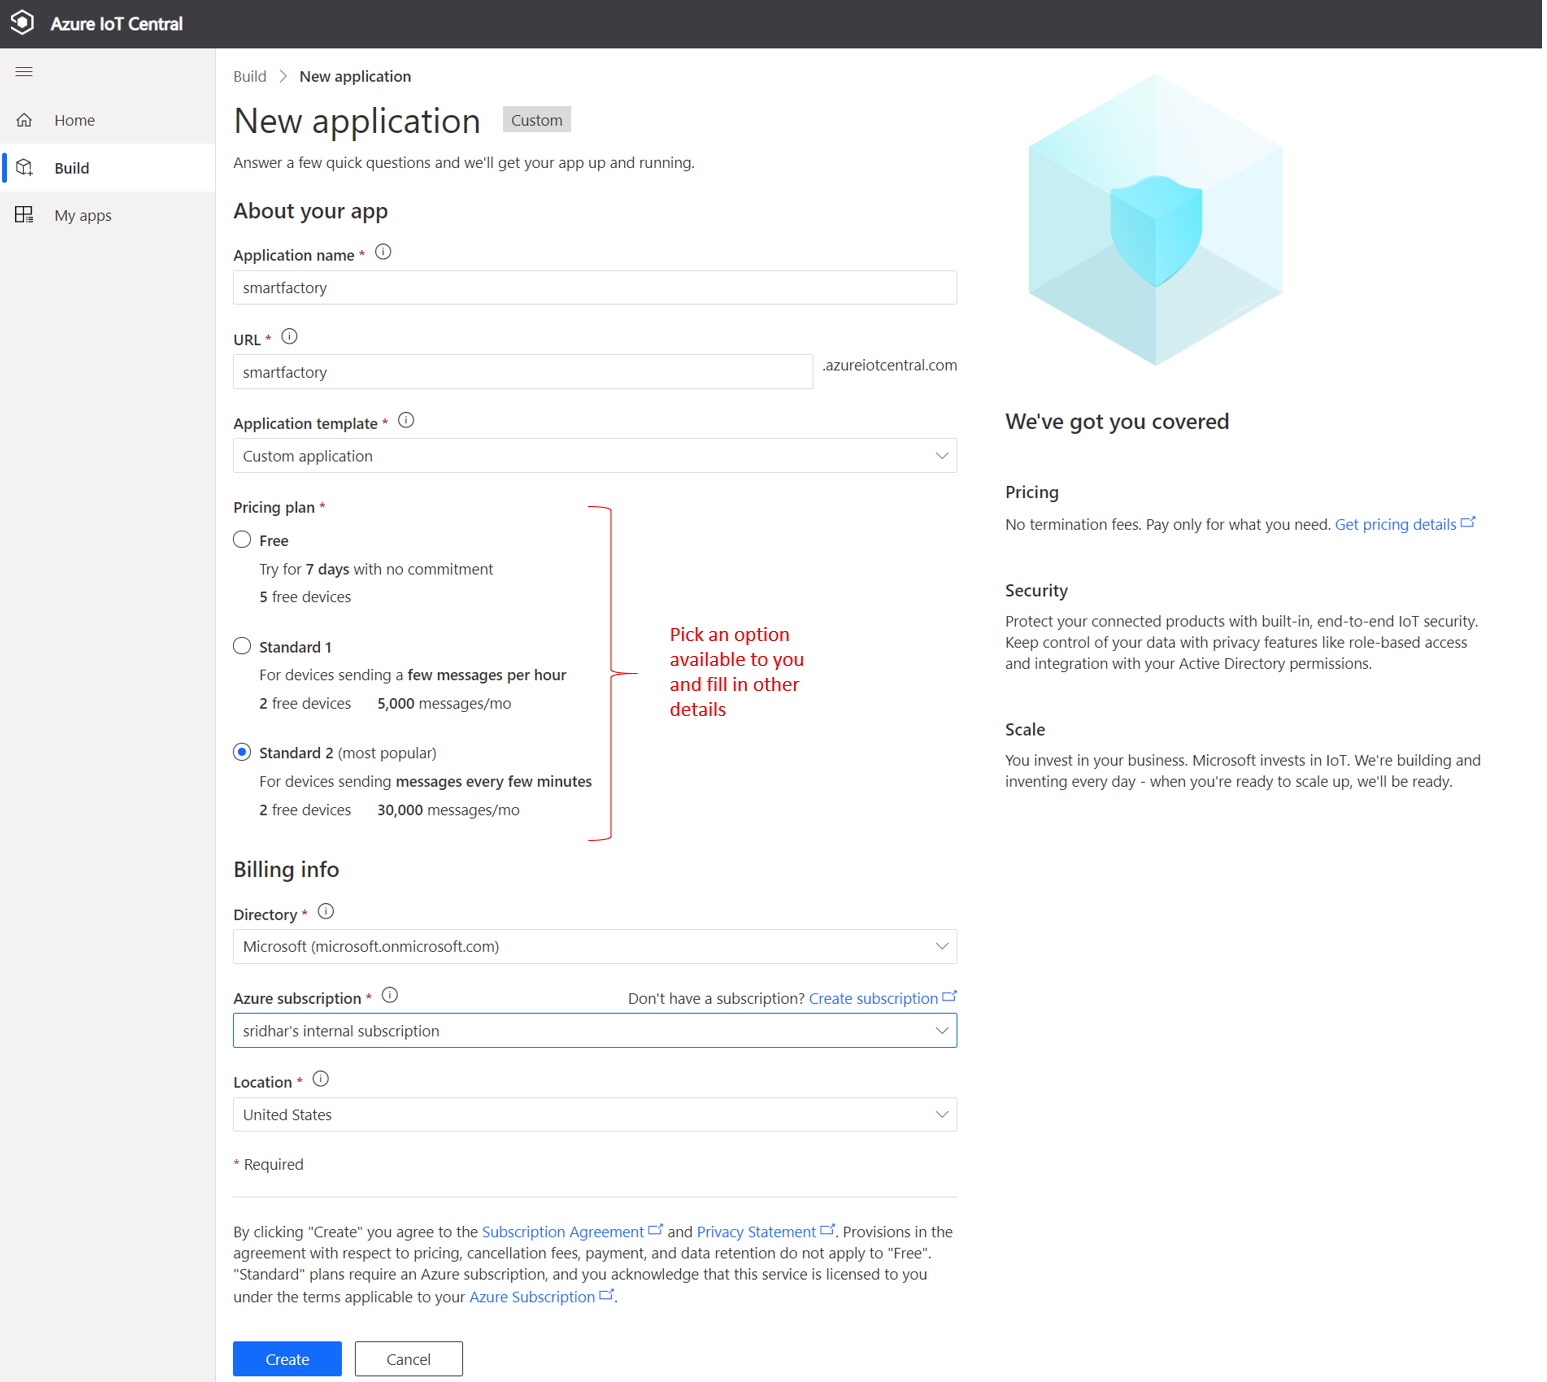 Azure IoT Central
Home
Build
My apps
Build > New application
New application Custom
Answer a few quick questions and we'll get your app up and running.
About your app
Application name *
smartfactory
URL *
smartfactory
.azureiotcentral.com
Application template *
Custom application
Pricing plan *
Free
Try for 7 days with no commitment
5 free devices
Standard 1
For devices sending a few messages per hour
2 free devices 5,000 messages/mo
Standard 2 (most popular)
For devices sending messages every few minutes
2 free devices 30,000 messages/mo
Pick an option
available to you
and fill in other
details
Billing info
Directory *
Microsoft (microsoft.onmicrosoft.com)
Azure subscription *
Don't have a subscription? Create subscription
sridhar's internal subscription
Location *
United States
* Required
By clicking "Create" you agree to the Subscription Agreement and Privacy Statement. Provisions in the
agreement with respect to pricing, cancellation fees, payment, and data retention do not apply to "Free".
"Standard" plans require an Azure subscription, and you acknowledge that this service is licensed to you
under the terms applicable to your Azure Subscription.
Create
Cancel
We've got you covered
Pricing
No termination fees. Pay only for what you need. Get pricing details
Security
Protect your connected products with built-in, end-to-end IoT security.
Keep control of your data with privacy features like role-based access
and integration with your Active Directory permissions.
Scale
You invest in your business. Microsoft invests in IoT. We're building and
inventing every day - when you're ready to scale up, we'll be ready.